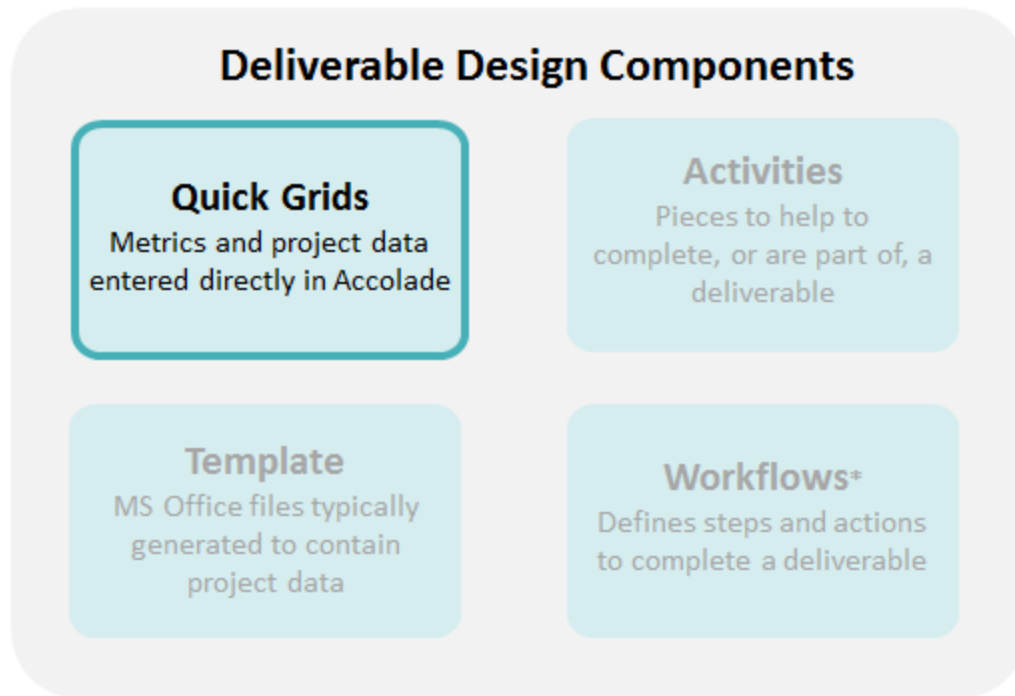 Deliverable Design Components
Quick Grids
Metrics and project data
entered directly in Accolade
Activities
Pieces to help to
complete, or are part of, a
deliverable
Template
MS Office files typically
generated to contain
project data
Workflows*
Defines steps and actions
to complete a deliverable